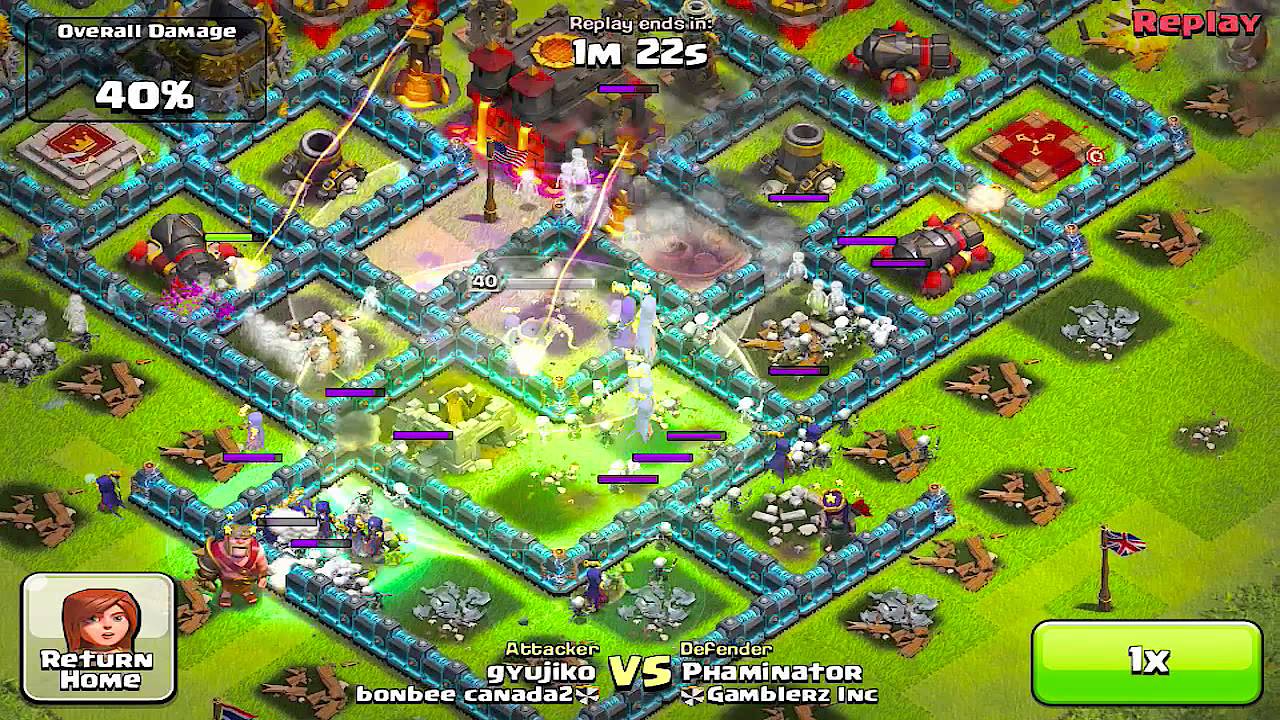 Overall Damage
40%
Replay ends in:
1M 22s
Replay
40
Return
Home
Attacker
gyujiko
bonbee canada2
VS
Defender
Phaminator
Gamblerz Inc
1x